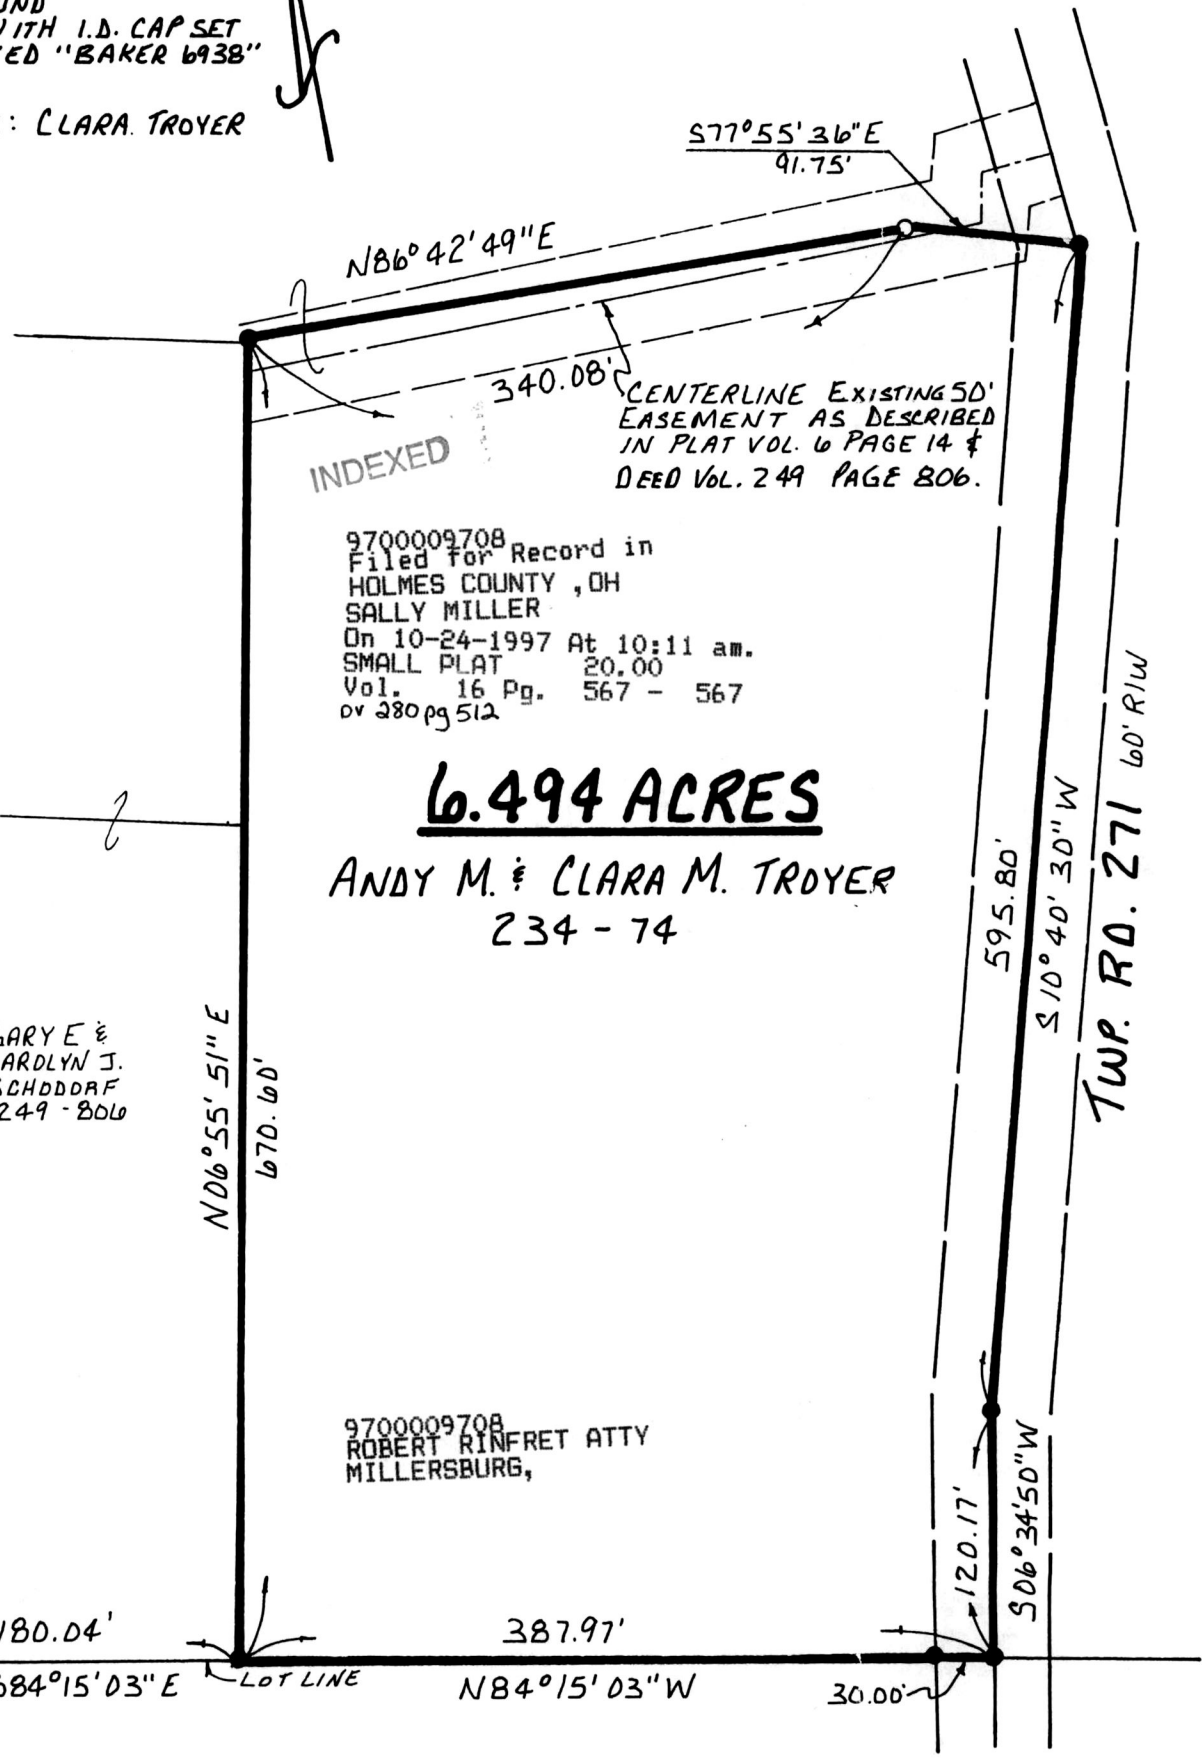 WITH I.D. CAP SET
"BAKER 6938"
: CLARA. TROYER
S77°55'36"E
91.75'
N86°42'49"E
340.08'
CENTERLINE EXISTING 50'
EASEMENT AS DESCRIBED
IN PLAT VOL. 6 PAGE 14 &
DEED VOL. 249 PAGE 806.
INDEXED
9700009708
Filed for Record in
HOLMES COUNTY ,OH
SALLY MILLER
On 10-24-1997 At 10:11 am.
SMALL PLAT 20.00
Vol. 16 Pg. 567 - 567
DV 280 pg 512
6.494 ACRES
ANDY M. & CLARA M. TROYER
234 - 74
595.80'
S 10° 40' 30" W
TWP. RD. 271 60' R/W
ARY E &
AROLYN J.
SCHODORF
249 - 806
N06°55'51"E
670.60'
9700009708
ROBERT RINFRET ATTY
MILLERSBURG,
120.17'
S06°34'50"W
180.04'
S84°15'03"E
LOT LINE
387.97'
N84°15'03"W
30.00'